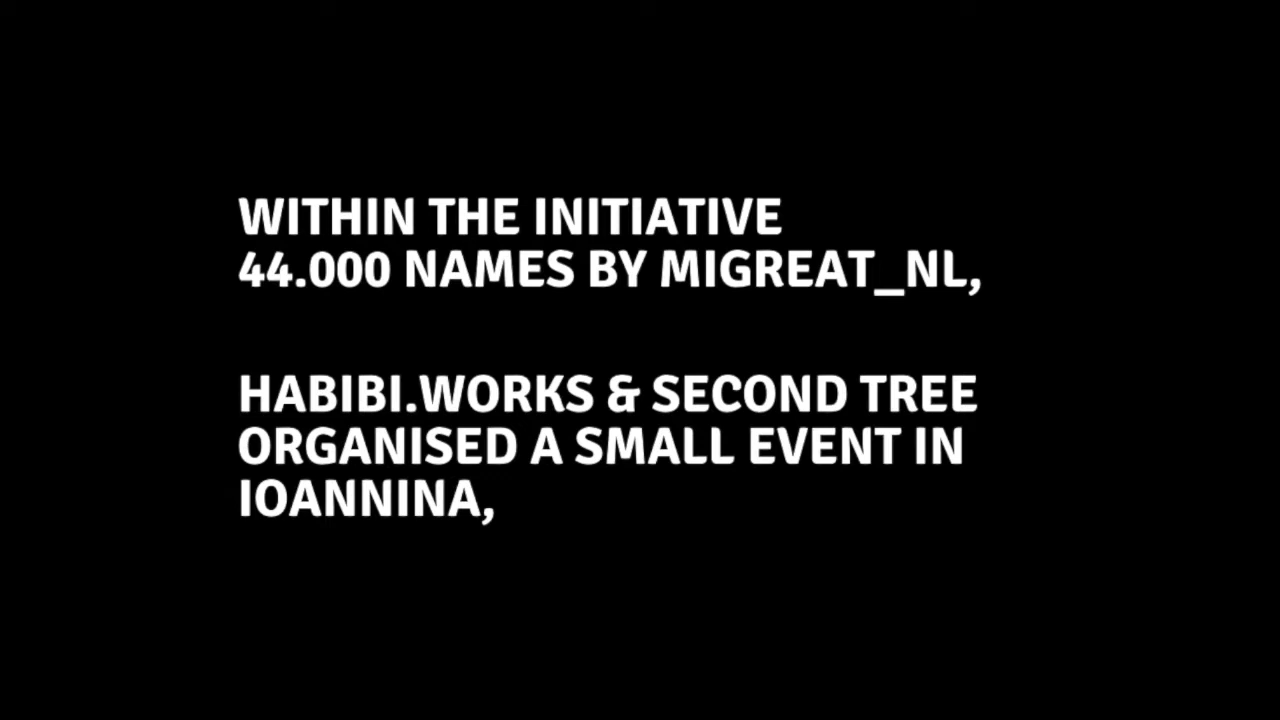 WITHIN THE INITIATIVE
44.000 NAMES BY MIGREAT_NL,
HABIBI.WORKS & SECOND TREE
ORGANISED A SMALL EVENT IN
IOANNINA,